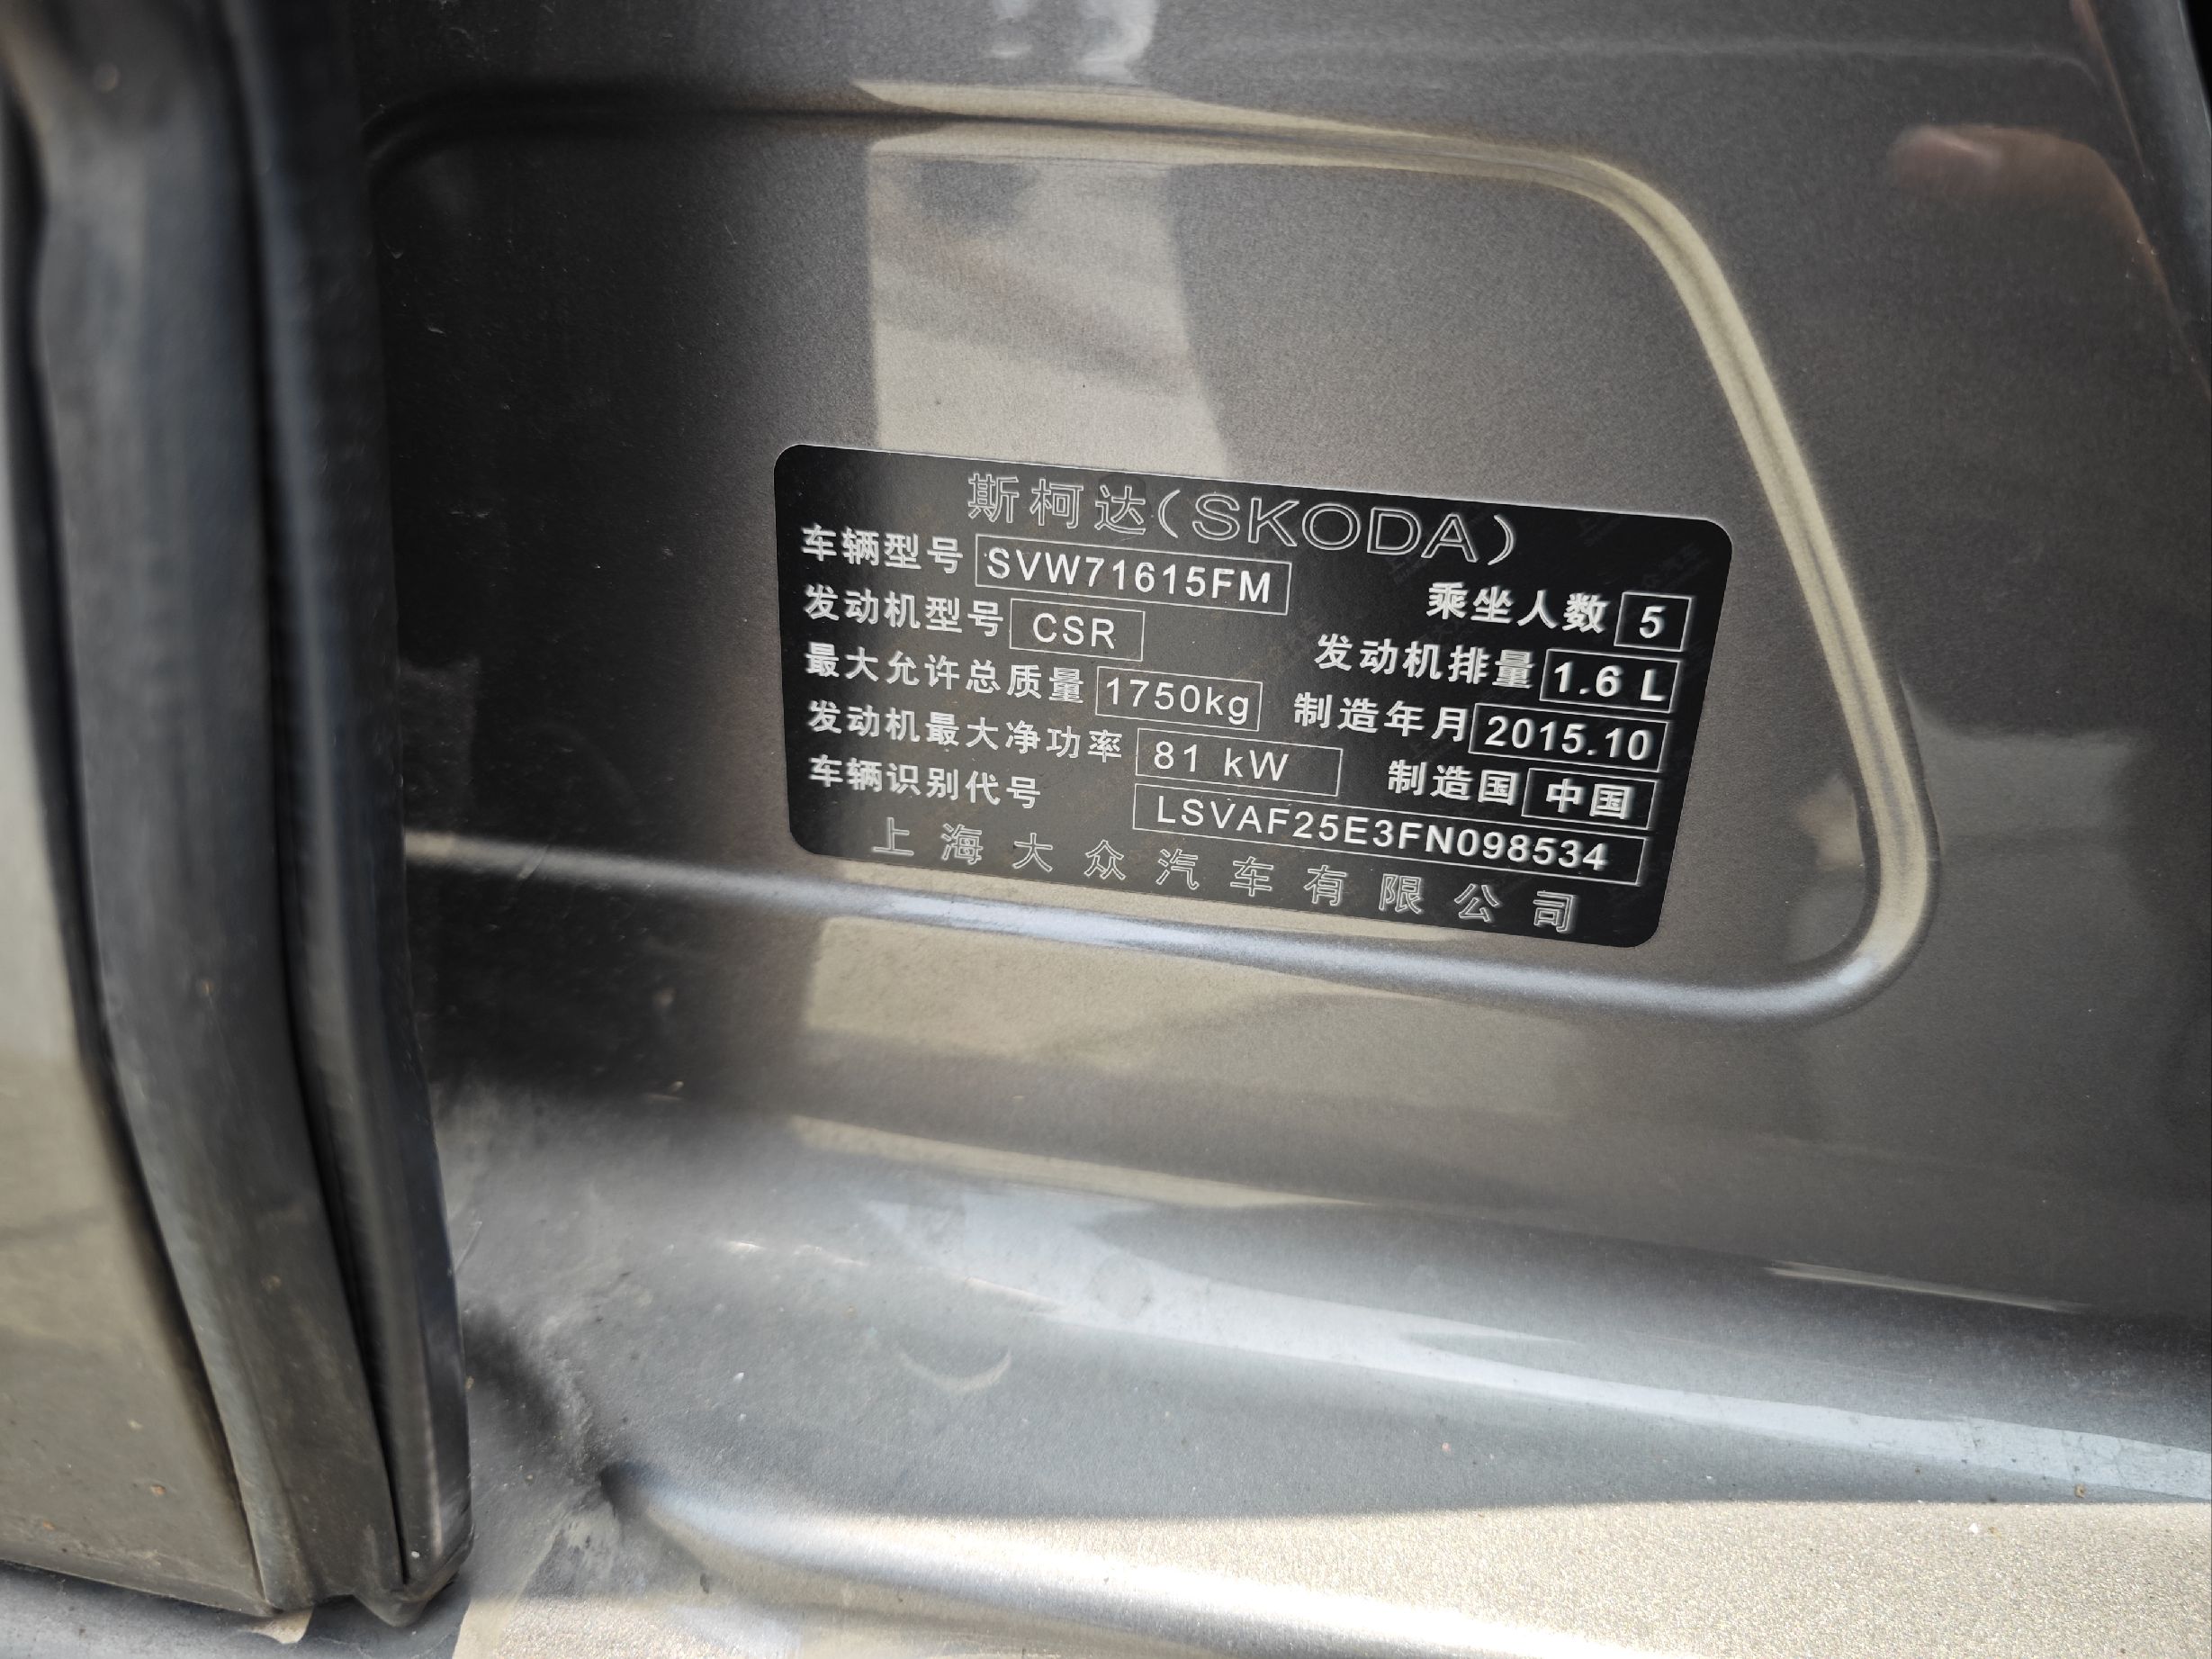 斯柯达(SKODA)
车辆型号 SVW71615FM 乘坐人数 5
发动机型号 CSR 发动机排量 1.6 L
最大允许总质量 1750kg 制造年月 2015.10
发动机最大净功率 81 kW 制造国 中国
车辆识别代号 LSVAF25E3FN098534
上海大众汽车有限公司